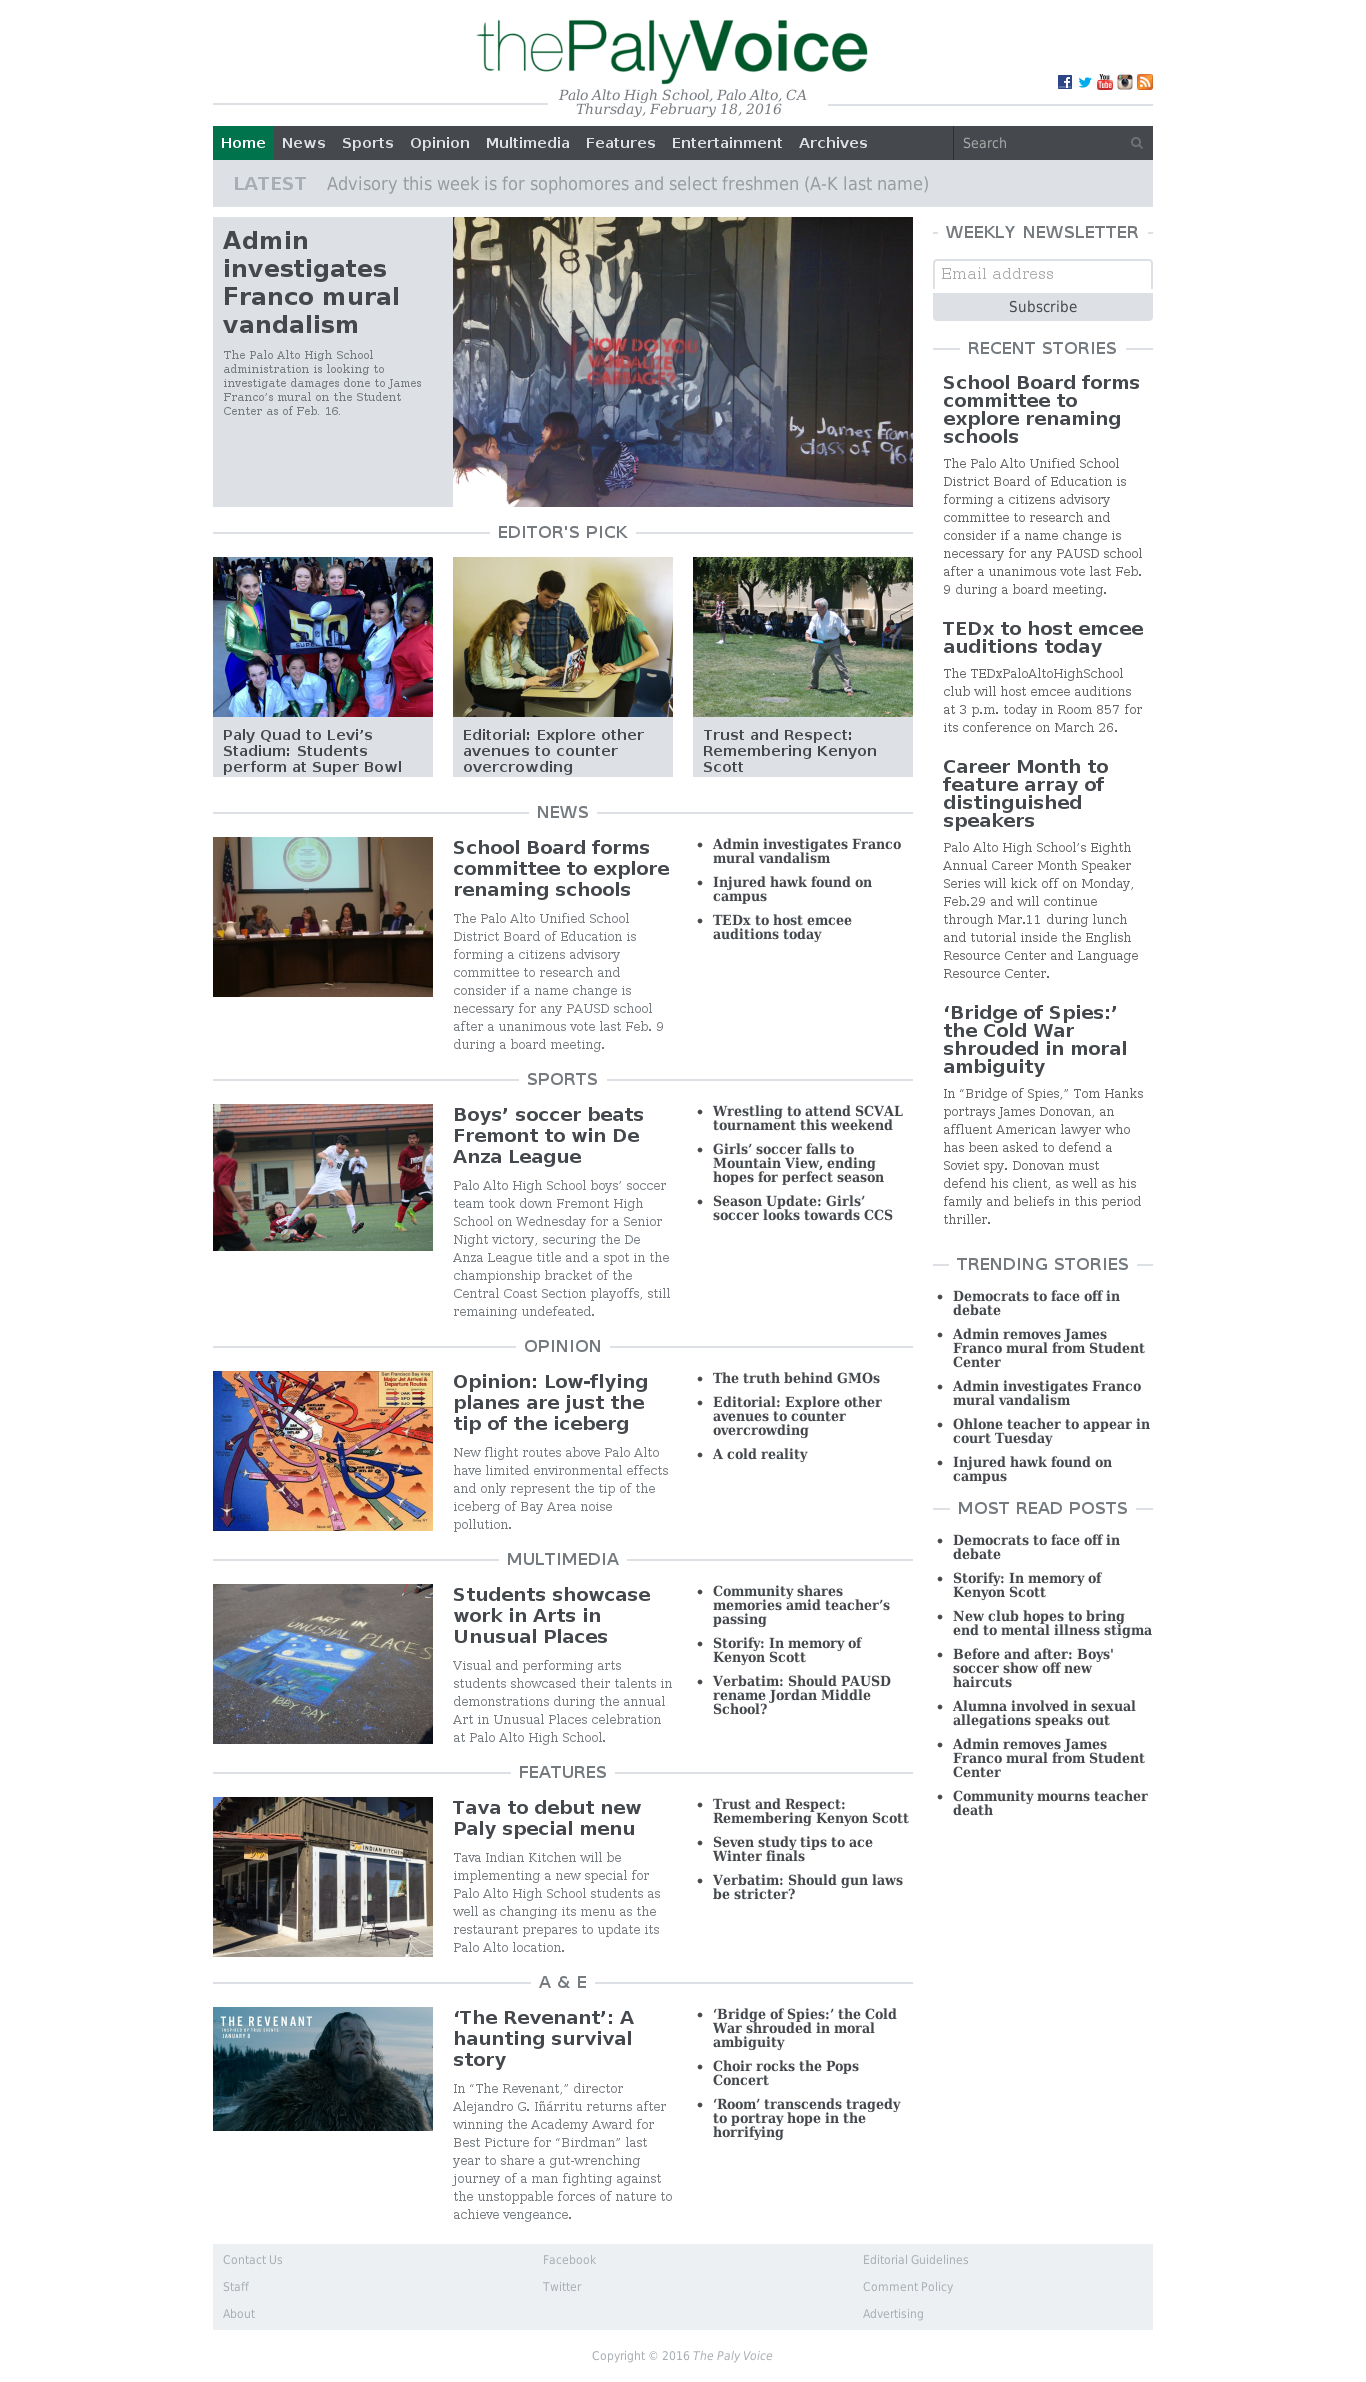 thePalyVoice
Palo Alto High School, Palo Alto, CA
Thursday, February 18, 2016
Home News Sports Opinion Multimedia Features Entertainment Archives Search
LATEST Advisory this week is for sophomores and select freshmen (A-K last name)
Admin
investigates
Franco mural
vandalism
The Palo Alto High School
administration is looking to
investigate damages done to James
Franco’s mural on the Student
Center as of Feb. 16.
8
HOW DO YOU
VANDALIZE
GARBAGE?
by James Franco
class of 96
EDITOR'S PICK
50
SUPER
Paly Quad to Levi’s
Stadium: Students
perform at Super Bowl
Editorial: Explore other
avenues to counter
overcrowding
Trust and Respect:
Remembering Kenyon
Scott
NEWS
School Board forms
committee to explore
renaming schools
The Palo Alto Unified School
District Board of Education is
forming a citizens advisory
committee to research and
consider if a name change is
necessary for any PAUSD school
after a unanimous vote last Feb. 9
during a board meeting.
Admin investigates Franco
mural vandalism
Injured hawk found on
campus
TEDx to host emcee
auditions today
SPORTS
Boys’ soccer beats
Fremont to win De
Anza League
Palo Alto High School boys’ soccer
team took down Fremont High
School on Wednesday for a Senior
Night victory, securing the De
Anza League title and a spot in the
championship bracket of the
Central Coast Section playoffs, still
remaining undefeated.
Wrestling to attend SCVAL
tournament this weekend
Girls’ soccer falls to
Mountain View, ending
hopes for perfect season
Season Update: Girls’
soccer looks towards CCS
OPINION
San Francisco Bay Area
Major Jet Arrival &
Departure Routes
Opinion: Low-flying
planes are just the
tip of the iceberg
New flight routes above Palo Alto
have limited environmental effects
and only represent the tip of the
iceberg of Bay Area noise
pollution.
The truth behind GMOs
Editorial: Explore other
avenues to counter
overcrowding
A cold reality
MULTIMEDIA
ART IN
UNUSUAL PLACES
ABBY DAY
Students showcase
work in Arts in
Unusual Places
Visual and performing arts
students showcased their talents in
demonstrations during the annual
Art in Unusual Places celebration
at Palo Alto High School.
Community shares
memories amid teacher’s
passing
Storify: In memory of
Kenyon Scott
Verbatim: Should PAUSD
rename Jordan Middle
School?
FEATURES
INDIAN KITCHEN
Tava to debut new
Paly special menu
Tava Indian Kitchen will be
implementing a new special for
Palo Alto High School students as
well as changing its menu as the
restaurant prepares to update its
Palo Alto location.
Trust and Respect:
Remembering Kenyon Scott
Seven study tips to ace
Winter finals
Verbatim: Should gun laws
be stricter?
A & E
THE REVENANT
INSPIRED BY TRUE EVENTS
JANUARY 8
‘The Revenant’: A
haunting survival
story
In “The Revenant,” director
Alejandro G. Iñárritu returns after
winning the Academy Award for
Best Picture for “Birdman” last
year to share a gut-wrenching
journey of a man fighting against
the unstoppable forces of nature to
achieve vengeance.
‘Bridge of Spies:’ the Cold
War shrouded in moral
ambiguity
Choir rocks the Pops
Concert
‘Room’ transcends tragedy
to portray hope in the
horrifying
WEEKLY NEWSLETTER
Email address
Subscribe
RECENT STORIES
School Board forms
committee to
explore renaming
schools
The Palo Alto Unified School
District Board of Education is
forming a citizens advisory
committee to research and
consider if a name change is
necessary for any PAUSD school
after a unanimous vote last Feb.
9 during a board meeting.
TEDx to host emcee
auditions today
The TEDxPaloAltoHighSchool
club will host emcee auditions
at 3 p.m. today in Room 857 for
its conference on March 26.
Career Month to
feature array of
distinguished
speakers
Palo Alto High School’s Eighth
Annual Career Month Speaker
Series will kick off on Monday,
Feb.29 and will continue
through Mar.11 during lunch
and tutorial inside the English
Resource Center and Language
Resource Center.
‘Bridge of Spies:’
the Cold War
shrouded in moral
ambiguity
In “Bridge of Spies,” Tom Hanks
portrays James Donovan, an
affluent American lawyer who
has been asked to defend a
Soviet spy. Donovan must
defend his client, as well as his
family and beliefs in this period
thriller.
TRENDING STORIES
Democrats to face off in
debate
Admin removes James
Franco mural from Student
Center
Admin investigates Franco
mural vandalism
Ohlone teacher to appear in
court Tuesday
Injured hawk found on
campus
MOST READ POSTS
Democrats to face off in
debate
Storify: In memory of
Kenyon Scott
New club hopes to bring
end to mental illness stigma
Before and after: Boys'
soccer show off new
haircuts
Alumna involved in sexual
allegations speaks out
Admin removes James
Franco mural from Student
Center
Community mourns teacher
death
Contact Us Facebook Editorial Guidelines
Staff Twitter Comment Policy
About Advertising
Copyright © 2016 The Paly Voice